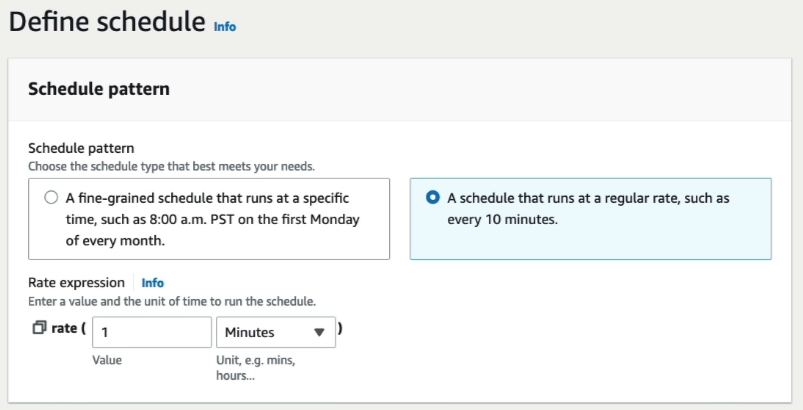 Define schedule Info
Schedule pattern
Schedule pattern
Choose the schedule type that best meets your needs.
A fine-grained schedule that runs at a specific
time, such as 8:00 a.m. PST on the first Monday
of every month.
A schedule that runs at a regular rate, such as
every 10 minutes.
Rate expression Info
Enter a value and the unit of time to run the schedule.
rate ( 1 Minutes )
Value
Unit, e.g. mins,
hours...